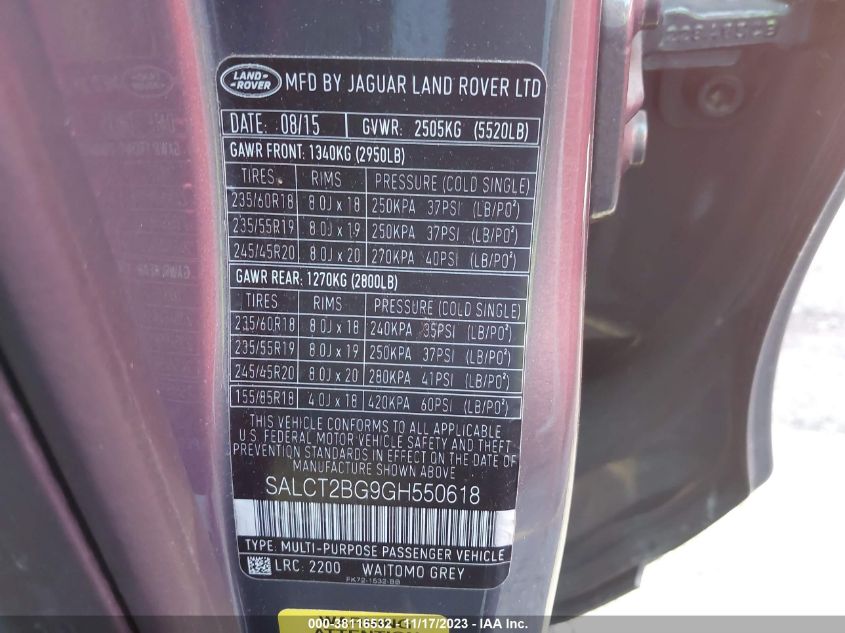 LAND-
ROVER
MFD BY JAGUAR LAND ROVER LTD
DATE: 08/15 GVWR: 2505KG (5520LB)
GAWR FRONT: 1340KG (2950LB)
TIRES RIMS PRESSURE (COLD SINGLE)
235/60R18 8.0J x 18 250KPA 37PSI (LB/PO²)
235/55R19 8.0J x 19 250KPA 37PSI (LB/PO²)
245/45R20 8.0J x 20 270KPA 40PSI (LB/PO²)
GAWR REAR: 1270KG (2800LB)
TIRES RIMS PRESSURE (COLD SINGLE)
235/60R18 8.0J x 18 240KPA 35PSI (LB/PO²)
235/55R19 8.0J x 19 250KPA 37PSI (LB/PO²)
245/45R20 8.0J x 20 280KPA 41PSI (LB/PO²)
155/85R18 4.0J x 18 420KPA 60PSI (LB/PO²)
THIS VEHICLE CONFORMS TO ALL APPLICABLE
U.S. FEDERAL MOTOR VEHICLE SAFETY AND THEFT
PREVENTION STANDARDS IN EFFECT ON THE DATE OF
MANUFACTURE SHOWN ABOVE.
SALCT2BG9GH550618
TYPE: MULTI-PURPOSE PASSENGER VEHICLE
LRC: 2200 WAITOMO GREY
FK72-1532-BB
WARNING
ATTENTION
00-38116532 - 11/17/2023 - IAA Inc.